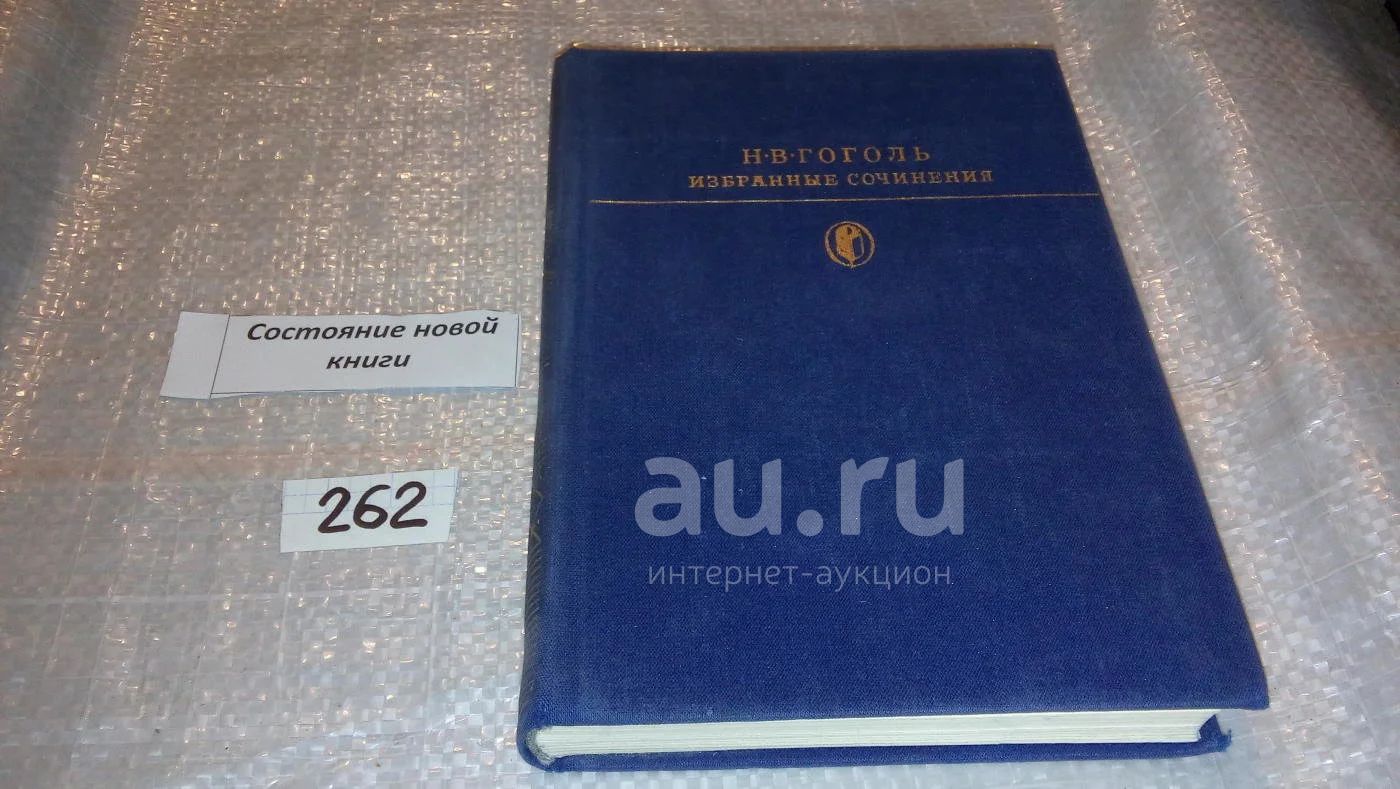 Н·В·ГОГОЛЬ
ИЗБРАННЫЕ СОЧИНЕНИЯ
Состояние новой
книги
262
au.ru
интернет-аукцион